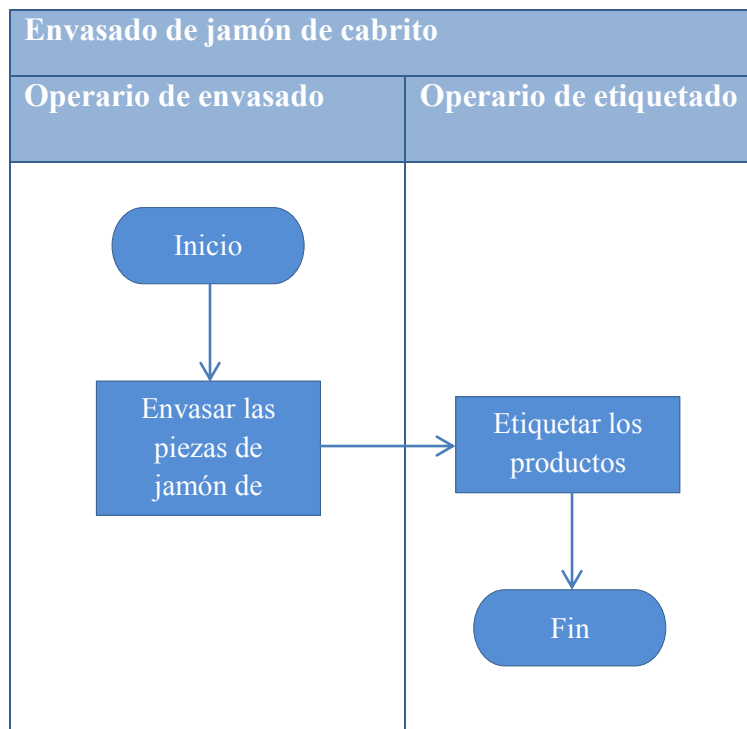 Envasado de jamón de cabrito
Operario de envasado
Operario de etiquetado
Inicio
Envasar las
piezas de
jamón de
Etiquetar los
productos
Fin